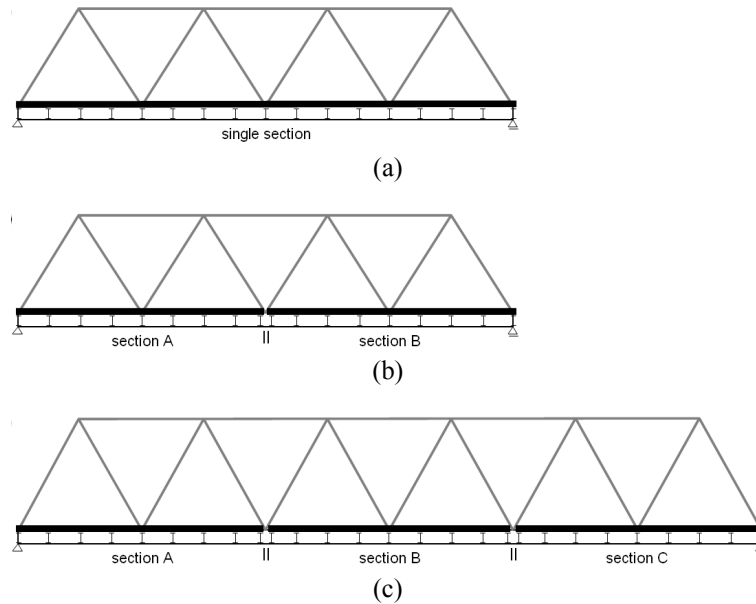 single section
(a)
section A II section B
(b)
section A II section B II section C
(c)